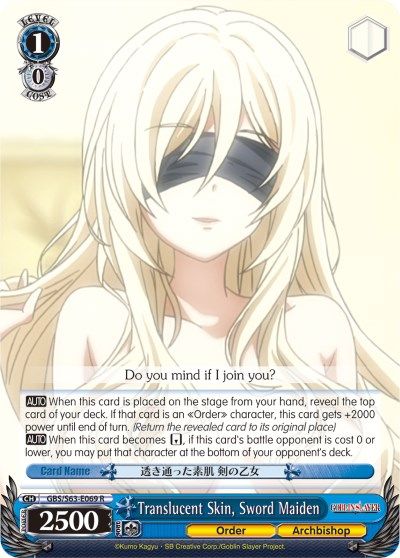 LEVEL
1
0
COST
Do you mind if I join you?
AUTO When this card is placed on the stage from your hand, reveal the top
card of your deck. If that card is an «Order» character, this card gets +2000
power until end of turn. (Return the revealed card to its original place)
AUTO When this card becomes [▼], if this card's battle opponent is cost 0 or
lower, you may put that character at the bottom of your opponent's deck.
Card Name 透き通った素肌 剣の乙女
CH GBS/S63-E069 R
POWER 2500 Translucent Skin, Sword Maiden GOBLIN SLAYER
Order Archbishop
©Kumo Kagyu・SB Creative Corp./Goblin Slayer Project.